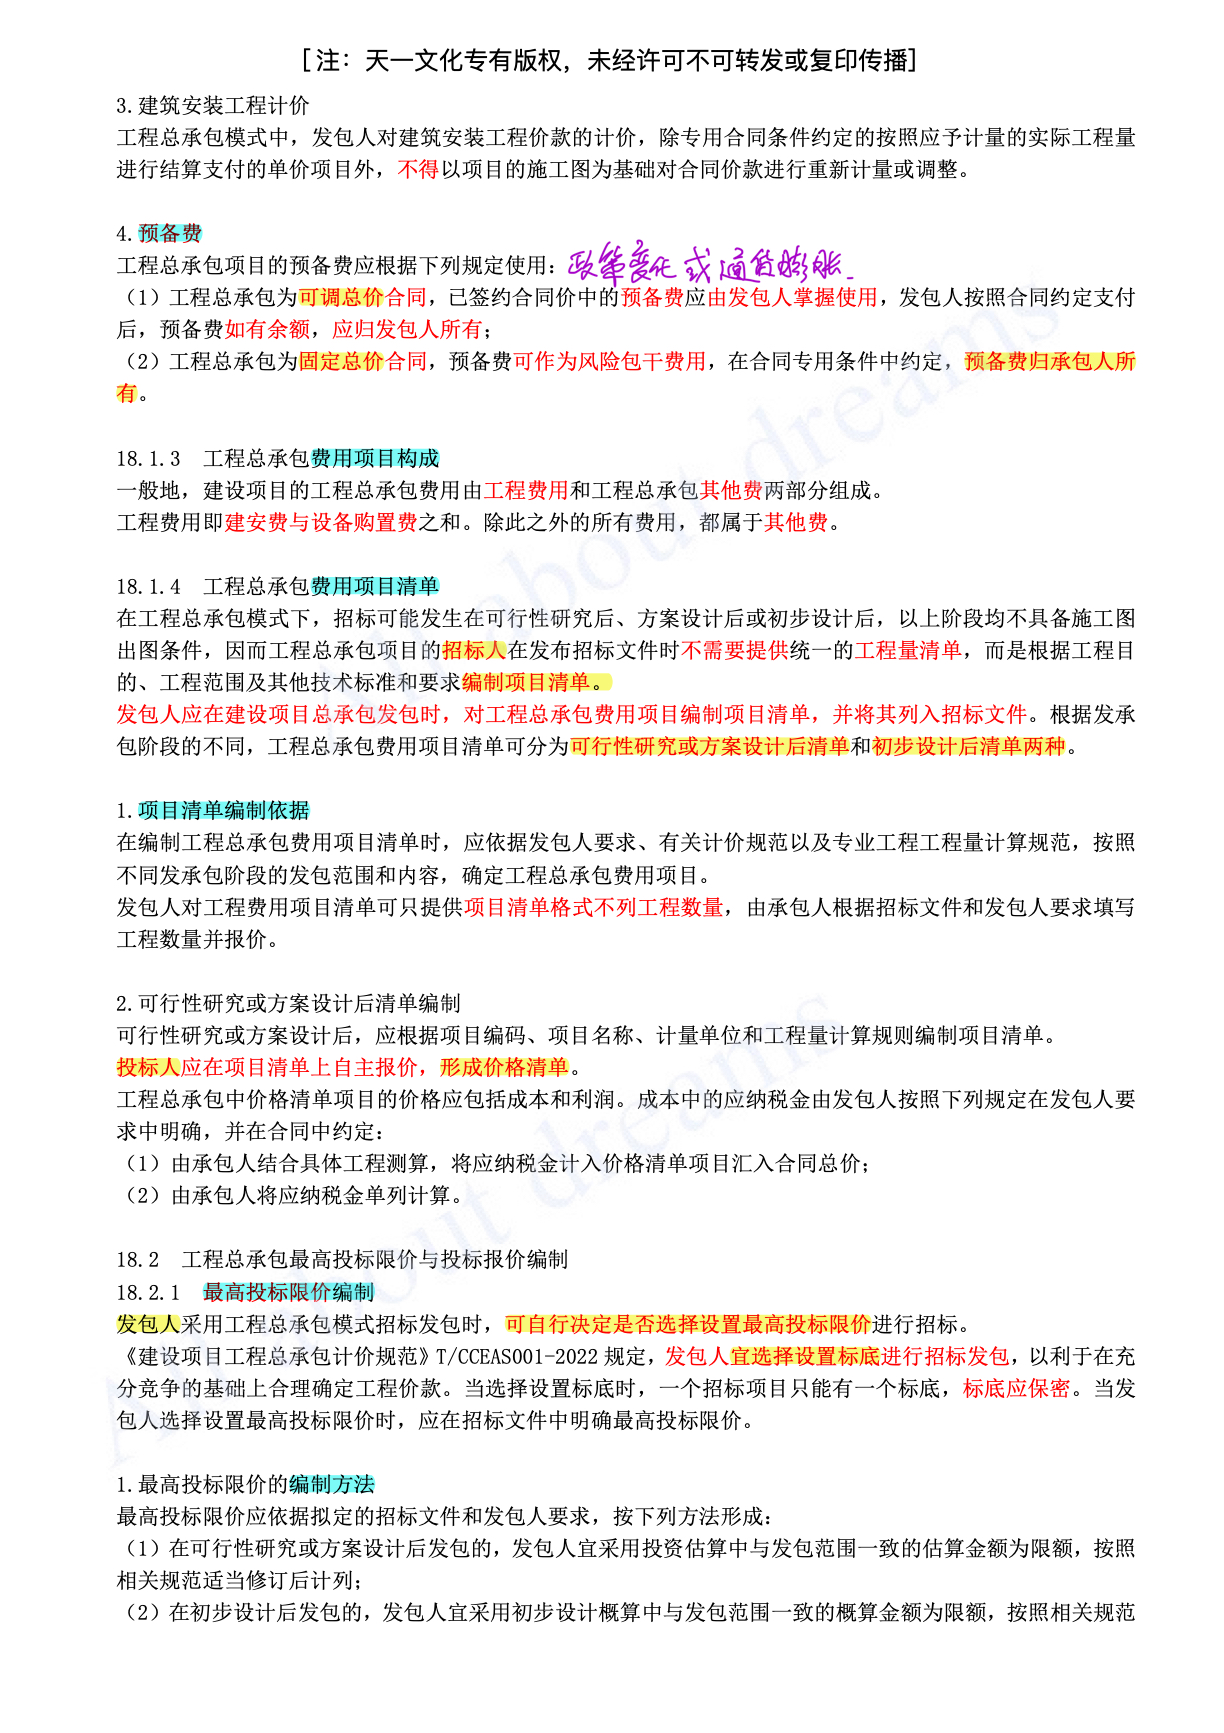 [注：天一文化专有版权，未经许可不可转发或复印传播]
3.建筑安装工程计价
工程总承包模式中，发包人对建筑安装工程价款的计价，除专用合同条件约定的按照应予计量的实际工程量
进行结算支付的单价项目外，不得以项目的施工图为基础对合同价款进行重新计量或调整。
4.预备费
工程总承包项目的预备费应根据下列规定使用：政策变化或通货膨胀.
（1）工程总承包为可调总价合同，已签约合同价中的预备费应由发包人掌握使用，发包人按照合同约定支付
后，预备费如有余额，应归发包人所有；
（2）工程总承包为固定总价合同，预备费可作为风险包干费用，在合同专用条件中约定，预备费归承包人所
有。
18.1.3 工程总承包费用项目构成
一般地，建设项目的工程总承包费用由工程费用和工程总承包其他费两部分组成。
工程费用即建安费与设备购置费之和。除此之外的所有费用，都属于其他费。
18.1.4 工程总承包费用项目清单
在工程总承包模式下，招标可能发生在可行性研究后、方案设计后或初步设计后，以上阶段均不具备施工图
出图条件，因而工程总承包项目的招标人在发布招标文件时不需要提供统一的工程量清单，而是根据工程目
的、工程范围及其他技术标准和要求编制项目清单。
发包人应在建设项目总承包发包时，对工程总承包费用项目编制项目清单，并将其列入招标文件。根据发承
包阶段的不同，工程总承包费用项目清单可分为可行性研究或方案设计后清单和初步设计后清单两种。
1.项目清单编制依据
在编制工程总承包费用项目清单时，应依据发包人要求、有关计价规范以及专业工程工程量计算规范，按照
不同发承包阶段的发包范围和内容，确定工程总承包费用项目。
发包人对工程费用项目清单可只提供项目清单格式不列工程数量，由承包人根据招标文件和发包人要求填写
工程数量并报价。
2.可行性研究或方案设计后清单编制
可行性研究或方案设计后，应根据项目编码、项目名称、计量单位和工程量计算规则编制项目清单。
投标人应在项目清单上自主报价，形成价格清单。
工程总承包中价格清单项目的价格应包括成本和利润。成本中的应纳税金由发包人按照下列规定在发包人要
求中明确，并在合同中约定：
（1）由承包人结合具体工程测算，将应纳税金计入价格清单项目汇入合同总价；
（2）由承包人将应纳税金单列计算。
18.2 工程总承包最高投标限价与投标报价编制
18.2.1 最高投标限价编制
发包人采用工程总承包模式招标发包时，可自行决定是否选择设置最高投标限价进行招标。
《建设项目工程总承包计价规范》T/CCEAS001-2022 规定，发包人宜选择设置标底进行招标发包，以利于在充
分竞争的基础上合理确定工程价款。当选择设置标底时，一个招标项目只能有一个标底，标底应保密。当发
包人选择设置最高投标限价时，应在招标文件中明确最高投标限价。
1.最高投标限价的编制方法
最高投标限价应依据拟定的招标文件和发包人要求，按下列方法形成：
（1）在可行性研究或方案设计后发包的，发包人宜采用投资估算中与发包范围一致的估算金额为限额，按照
相关规范适当修订后计列；
（2）在初步设计后发包的，发包人宜采用初步设计概算中与发包范围一致的概算金额为限额，按照相关规范
All about dreams
All about dreams